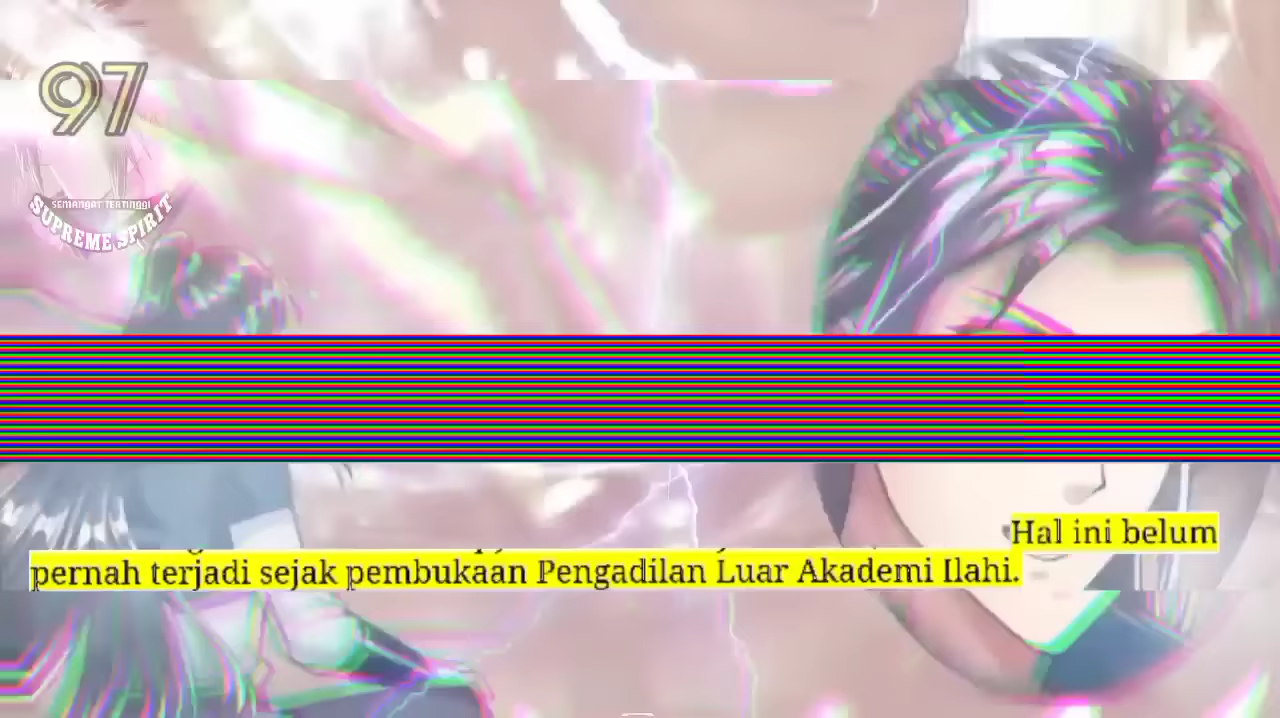 97
SEMANGAT TERTINGGI
SUPREME SPIRIT
Hal ini belum
pernah terjadi sejak pembukaan Pengadilan Luar Akademi Ilahi.